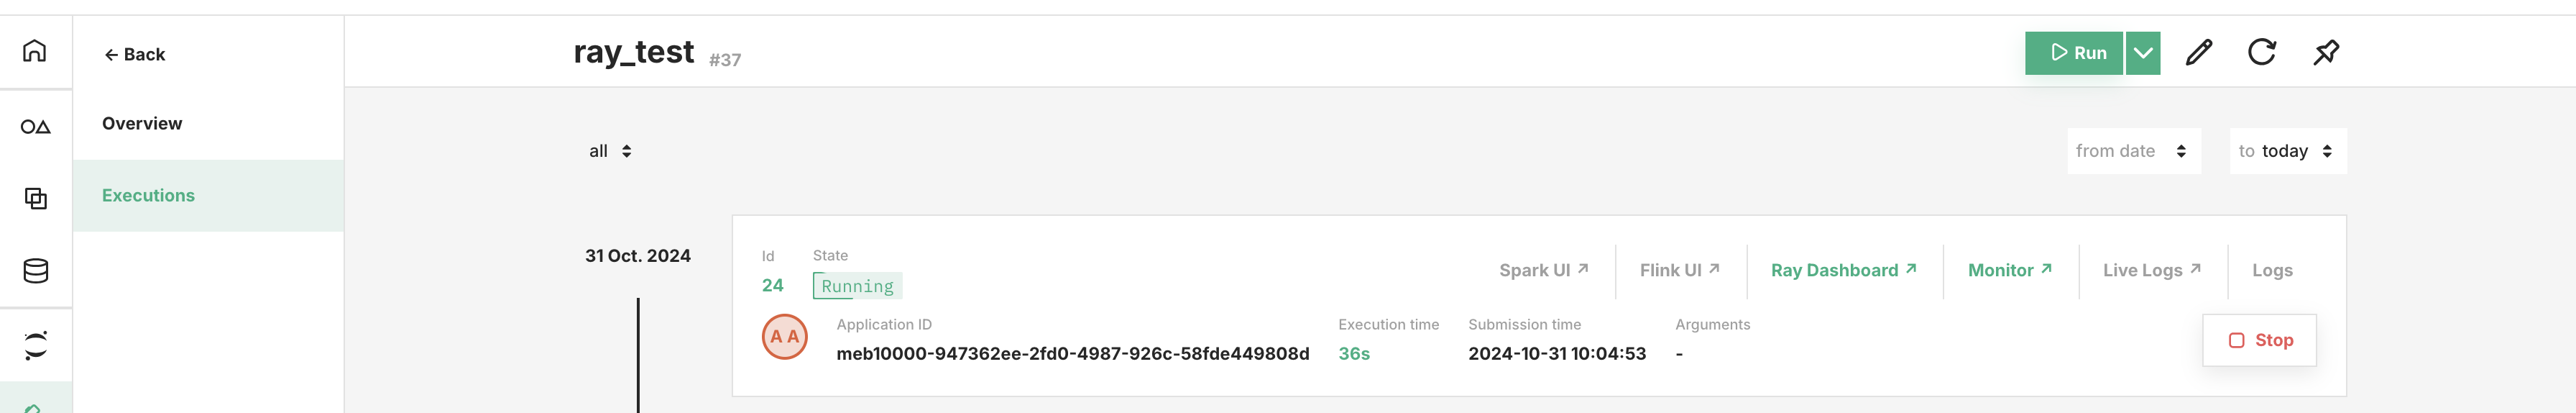 Back
ray_test #37
Run
Overview
all
from date
to today
Executions
31 Oct. 2024
Id
State
Spark UI
Flink UI
Ray Dashboard
Monitor
Live Logs
Logs
24
Running
A A
Application ID
Execution time
Submission time
Arguments
meb10000-947362ee-2fd0-4987-926c-58fde449808d
36s
2024-10-31 10:04:53
-
Stop